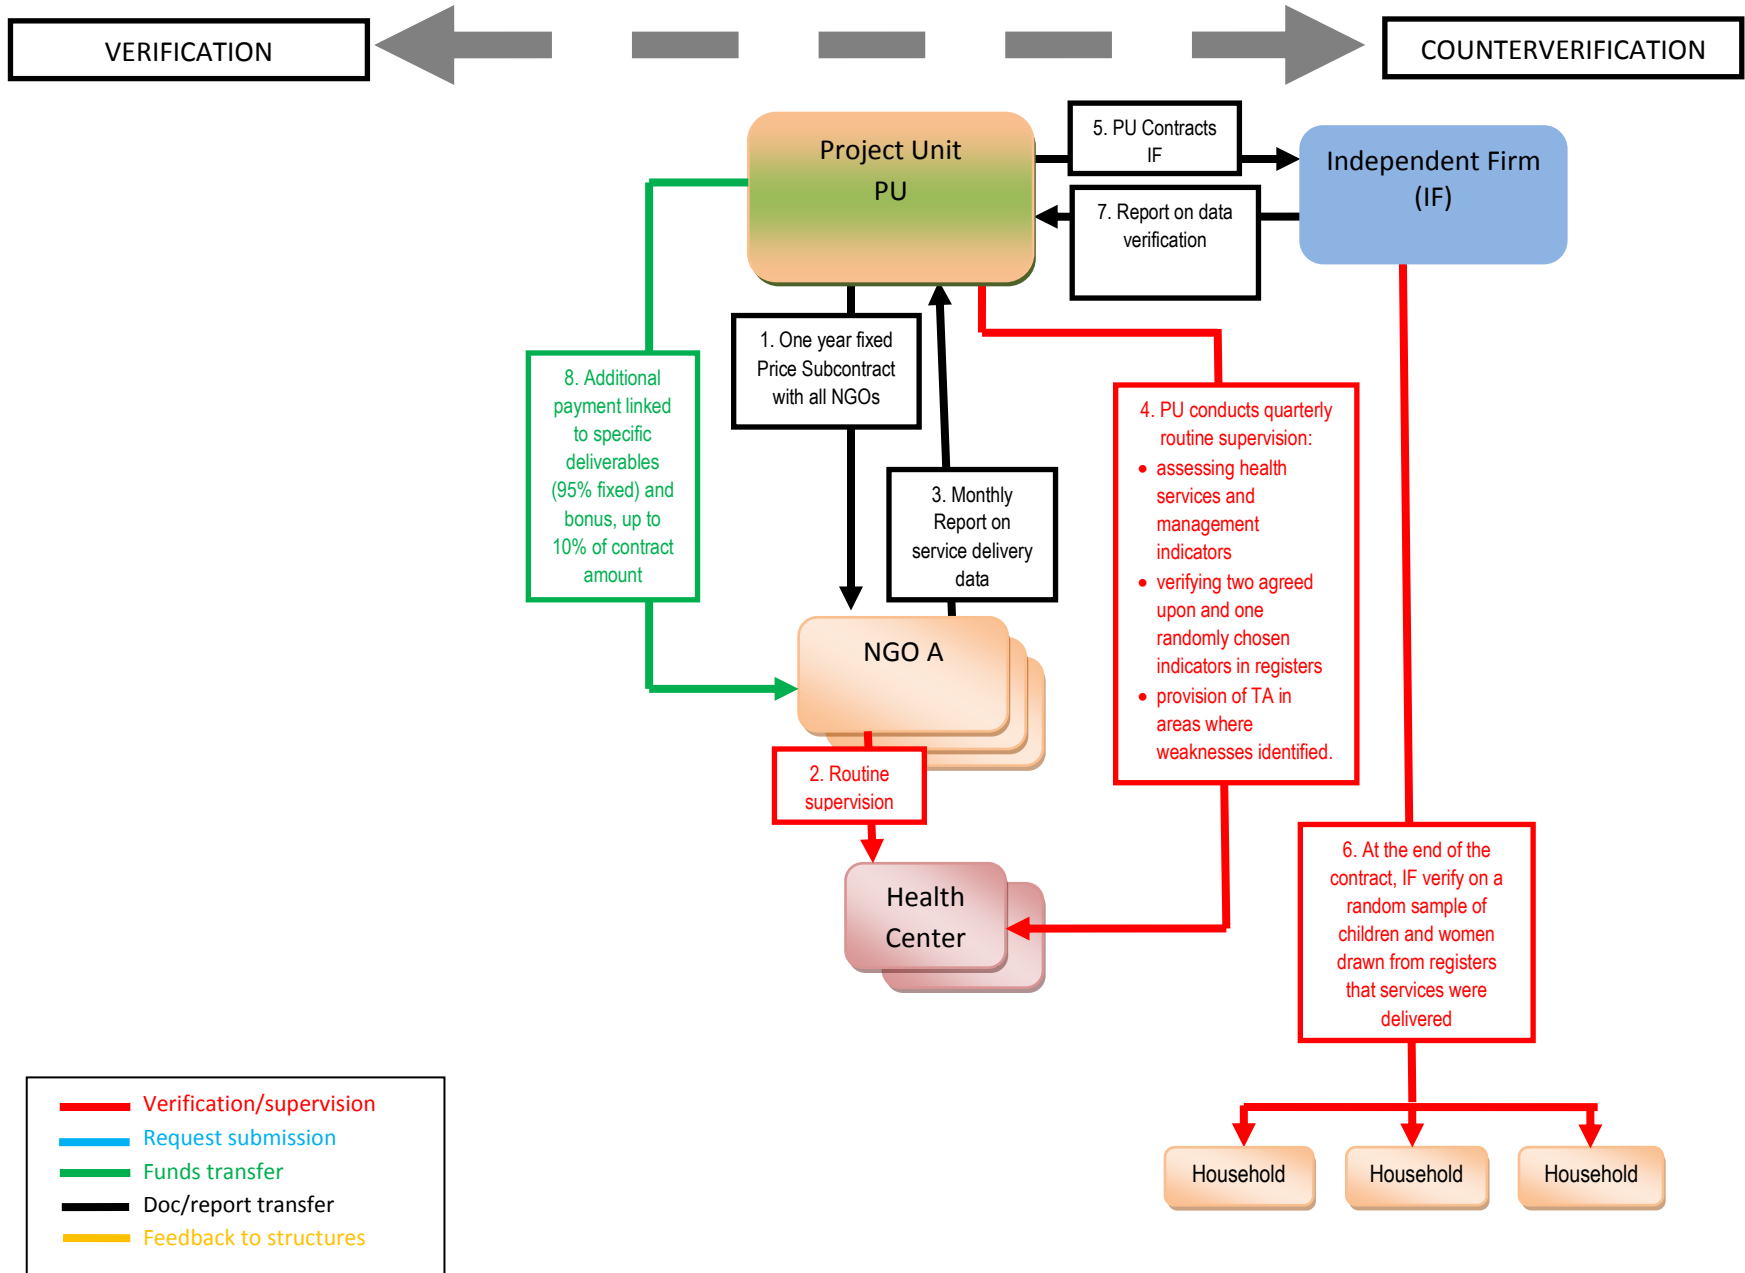 VERIFICATION
COUNTERVERIFICATION
Project Unit
PU
5. PU Contracts
IF
Independent Firm
(IF)
7. Report on data
verification
1. One year fixed
Price Subcontract
with all NGOs
8. Additional
payment linked
to specific
deliverables
(95% fixed) and
bonus, up to
10% of contract
amount
3. Monthly
Report on
service delivery
data
4. PU conducts quarterly
routine supervision:
• assessing health
services and
management
indicators
• verifying two agreed
upon and one
randomly chosen
indicators in registers
• provision of TA in
areas where
weaknesses identified.
NGO A
2. Routine
supervision
Health
Center
6. At the end of the
contract, IF verify on a
random sample of
children and women
drawn from registers
that services were
delivered
Household
Household
Household
Verification/supervision
Request submission
Funds transfer
Doc/report transfer
Feedback to structures